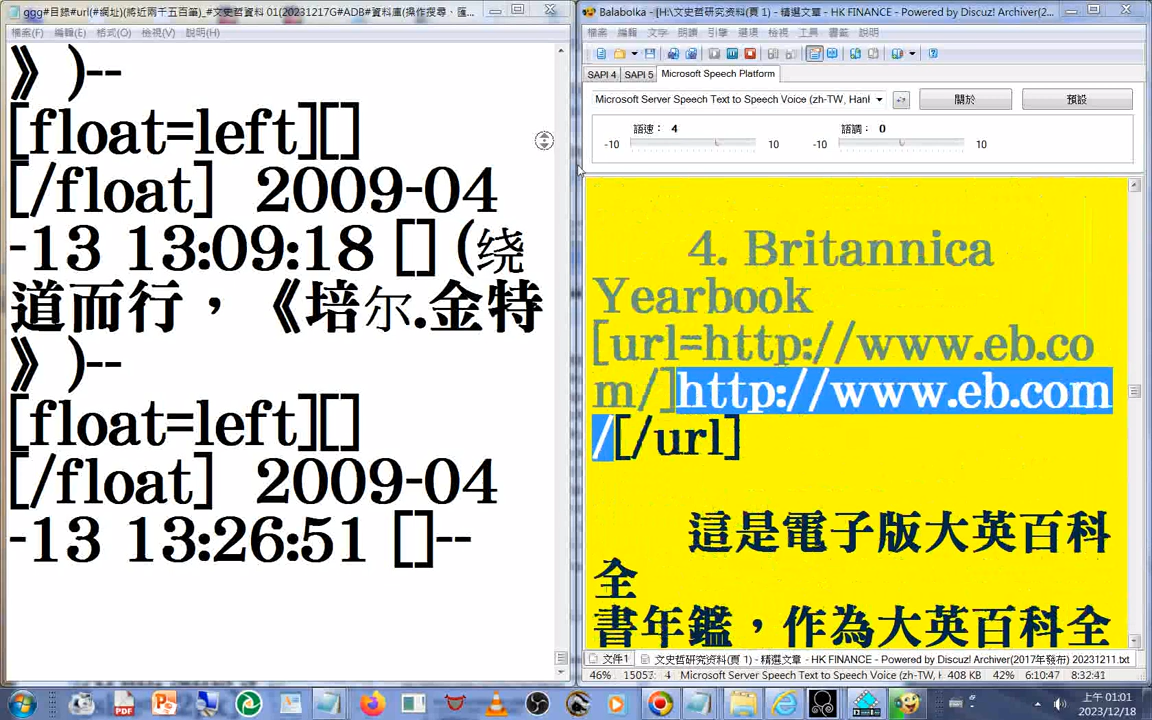 ggg#目錄#url(#網址)(將近兩千五百筆)_#文史哲資料 01(20231217G#ADB#資料庫(操作搜尋、匯...
檔案(F) 編輯(E) 格式(O) 檢視(V) 說明(H)
》)--
[float=left][]
[/float] 2009-04
-13 13:09:18 [] (绕
道而行，《培尔.金特
》)--
[float=left][]
[/float] 2009-04
-13 13:26:51 []--
Balabolka - [H:\文史哲研究资料(頁 1) - 精選文章 - HK FINANCE - Powered by Discuz! Archiver(2...
檔案 編輯 文字 朗讀 引擎 選項 檢視 工具 書籤 說明
SAPI 4 SAPI 5 Microsoft Speech Platform
Microsoft Server Speech Text to Speech Voice (zh-TW, Hanl
關於 預設
語速： 4 語調： 0
-10 10 -10 10
4. Britannica
Yearbook
[url=http://www.eb.co
m/]http://www.eb.com
/[/url]
這是電子版大英百科
全
書年鑑，作為大英百科全
文件1 文史哲研究资料(頁 1) - 精選文章 - HK FINANCE - Powered by Discuz! Archiver(2017年發布) 20231211.txt
46% Microsoft Server Speech Text to Speech Voice (zh-TW, H 408 KB 42% 6:10:47 8:32:41
上午 01:01
2023/12/18